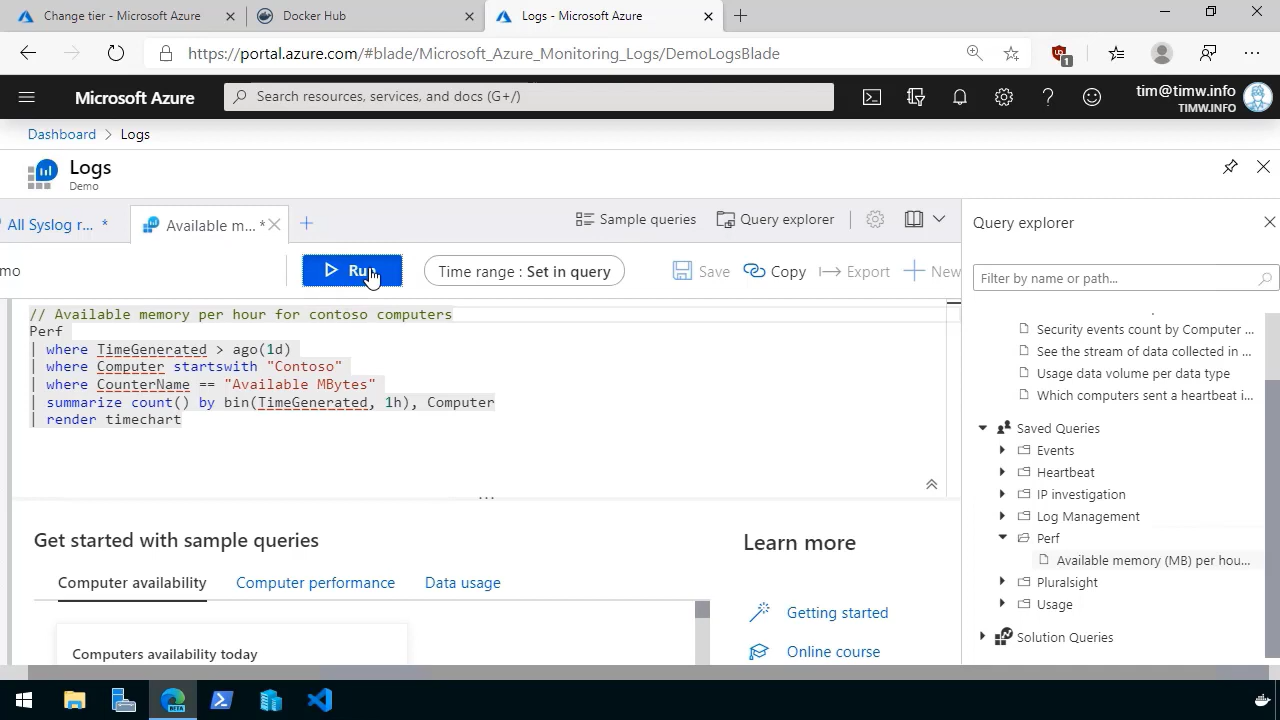 Change tier - Microsoft Azure
Docker Hub
Logs - Microsoft Azure
https://portal.azure.com/#blade/Microsoft_Azure_Monitoring_Logs/DemoLogsBlade
1
Microsoft Azure
Search resources, services, and docs (G+/)
tim@timw.info
TIMW.INFO
Dashboard > Logs
Logs
Demo
All Syslog r... *
Available m... *
Sample queries
Query explorer
Query explorer
mo
Run
Time range : Set in query
Save
Copy
Export
New
Filter by name or path...
// Available memory per hour for contoso computers
Perf
| where TimeGenerated > ago(1d)
| where Computer startswith "Contoso"
| where CounterName == "Available MBytes"
| summarize count() by bin(TimeGenerated, 1h), Computer
| render timechart
Security events count by Computer ...
See the stream of data collected in ...
Usage data volume per data type
Which computers sent a heartbeat i...
Saved Queries
Events
Heartbeat
IP investigation
Log Management
Perf
Available memory (MB) per hou...
Pluralsight
Usage
Solution Queries
Get started with sample queries
Computer availability
Computer performance
Data usage
Computers availability today
Learn more
Getting started
Online course
BETA